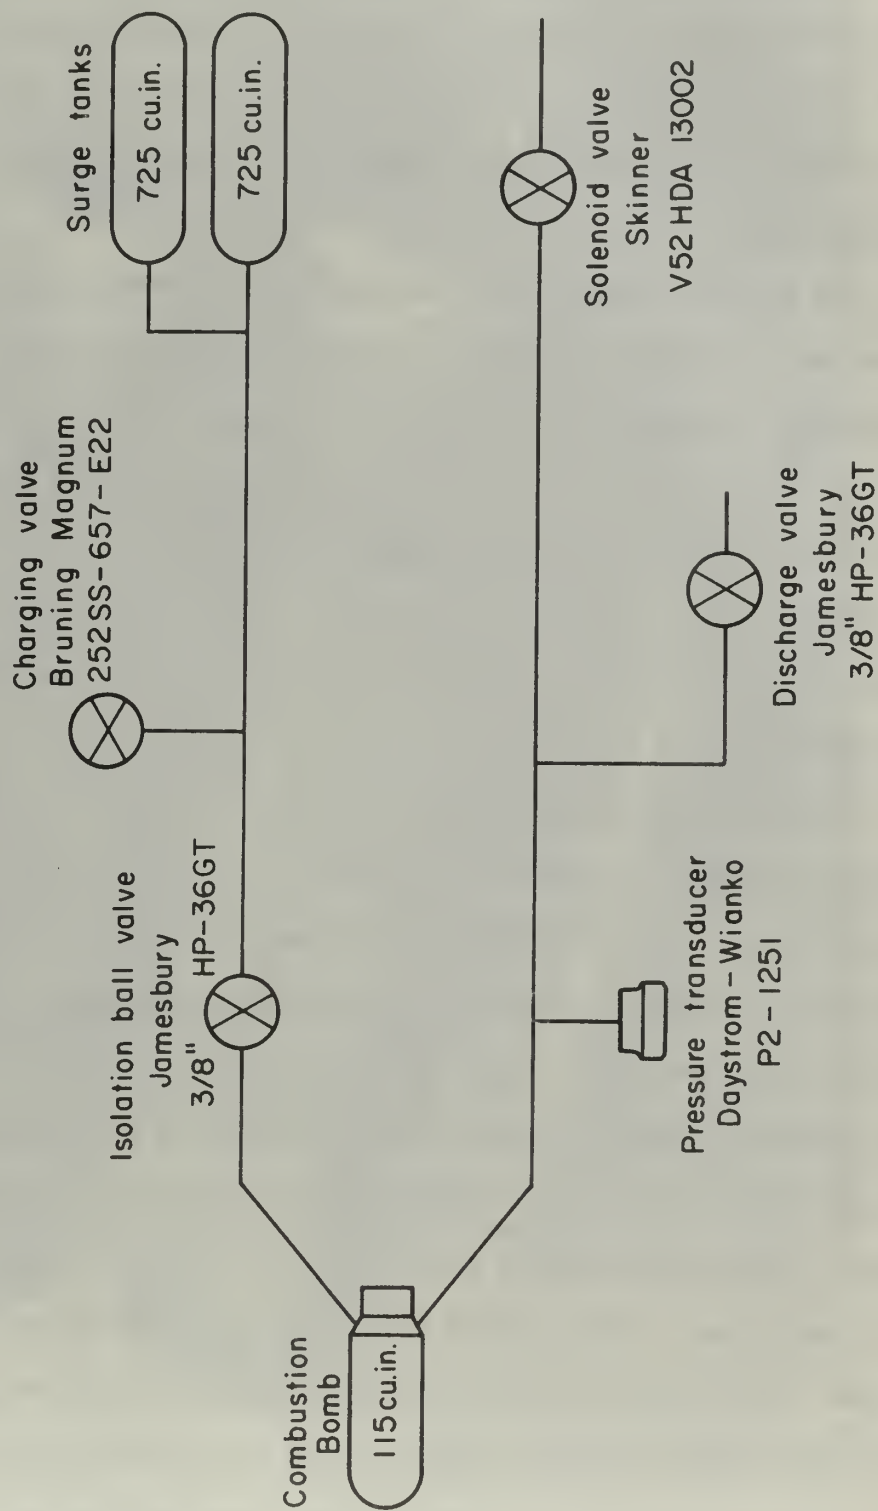 Surge tanks
725 cu.in.
725 cu.in.
Charging valve
Bruning Magnum
252SS-657-E22
Isolation ball valve
Jamesbury
3/8" HP-36GT
Combustion
Bomb
115 cu.in.
Solenoid valve
Skinner
V52 HDA 13002
Discharge valve
Jamesbury
3/8" HP-36GT
Pressure transducer
Daystrom-Wianko
P2-1251